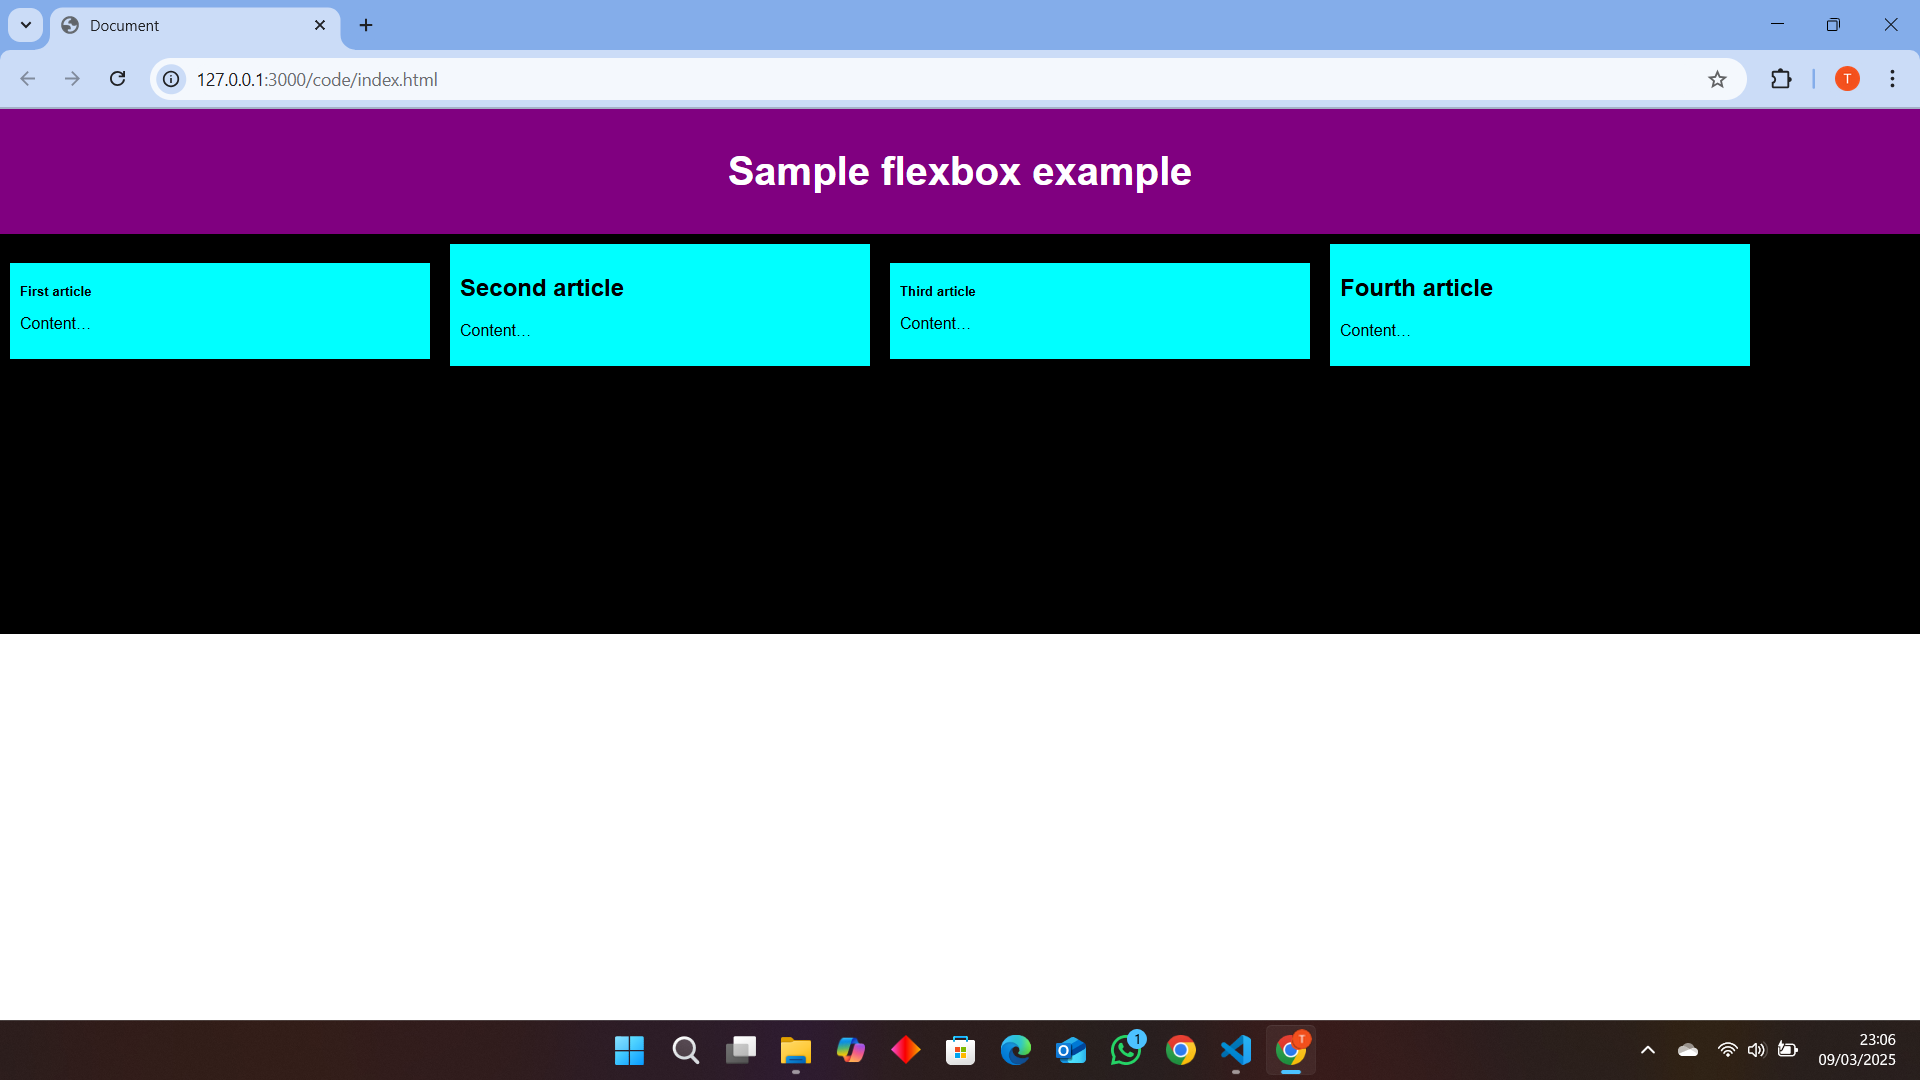 Document
127.0.0.1:3000/code/index.html
T
Sample flexbox example
First article
Content…
Second article
Content…
Third article
Content…
Fourth article
Content…
1
T
23:06
09/03/2025